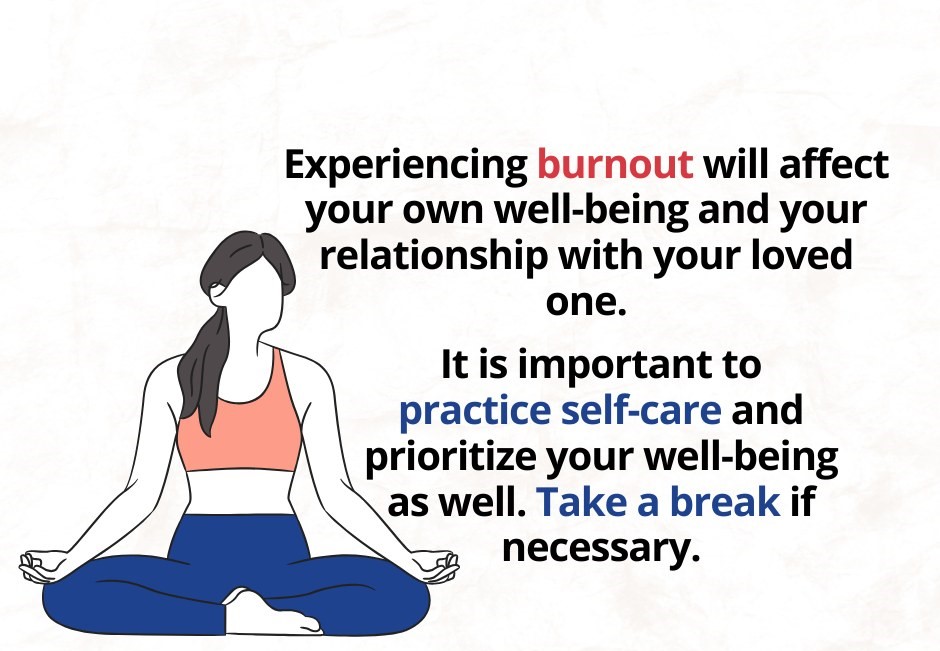 Experiencing burnout will affect
your own well-being and your
relationship with your loved
one.
It is important to
practice self-care and
prioritize your well-being
as well. Take a break if
necessary.